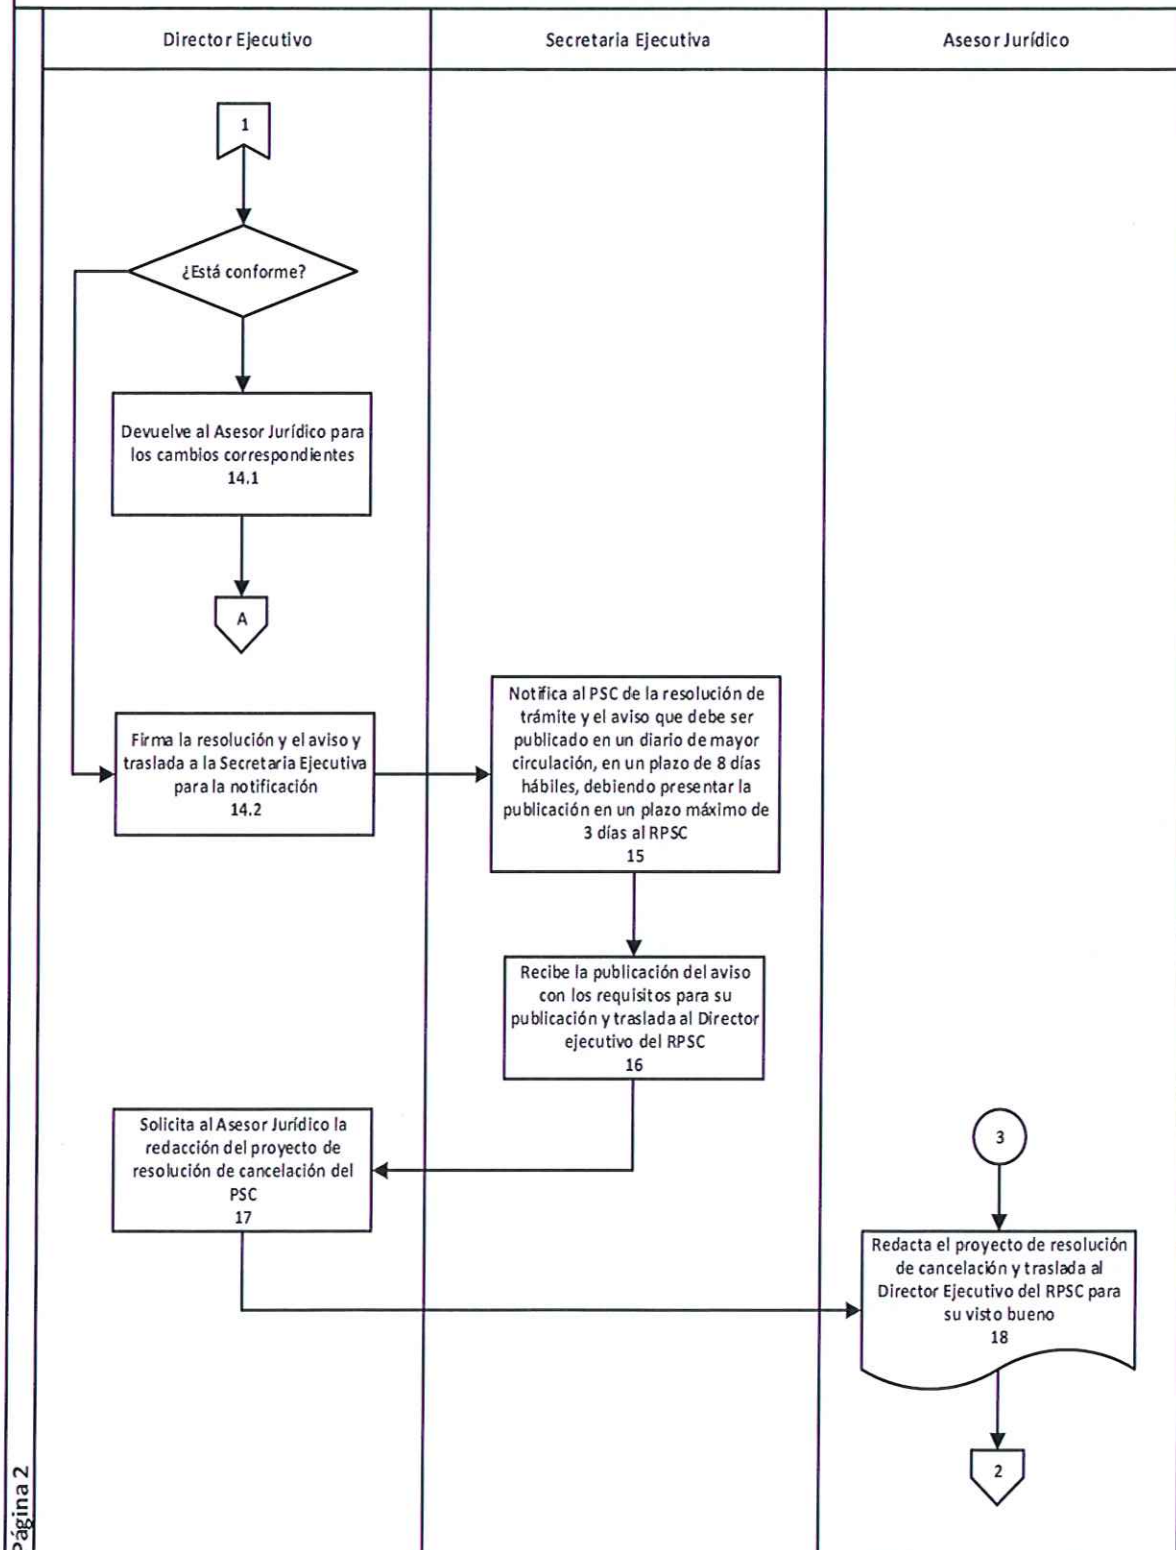 Director Ejecutivo
Secretaria Ejecutiva
Asesor Jurídico
1
¿Está conforme?
Devuelve al Asesor Jurídico para
los cambios correspondientes
14.1
A
Firma la resolución y el aviso y
traslada a la Secretaria Ejecutiva
para la notificación
14.2
Notifica al PSC de la resolución de
trámite y el aviso que debe ser
publicado en un diario de mayor
circulación, en un plazo de 8 días
hábiles, debiendo presentar la
publicación en un plazo máximo de
3 días al RPSC
15
Recibe la publicación del aviso
con los requisitos para su
publicación y traslada al Director
ejecutivo del RPSC
16
Solicita al Asesor Jurídico la
redacción del proyecto de
resolución de cancelación del
PSC
17
3
Redacta el proyecto de resolución
de cancelación y traslada al
Director Ejecutivo del RPSC para
su visto bueno
18
2
Página 2